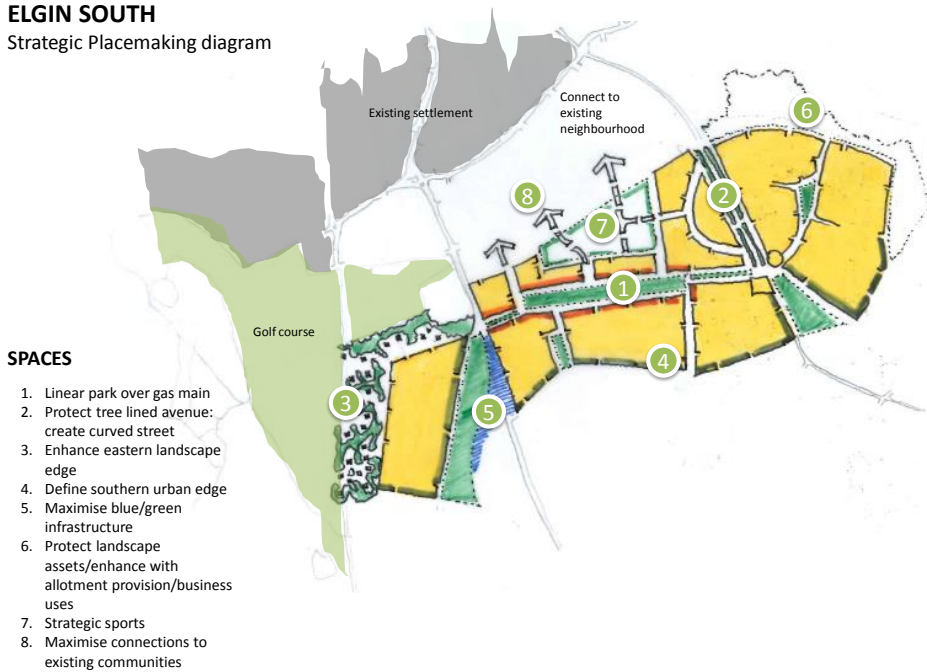 ELGIN SOUTH
Strategic Placemaking diagram
Existing settlement
Connect to
existing
neighbourhood
6
2
8
7
1
Golf course
4
3
5
SPACES
1. Linear park over gas main
2. Protect tree lined avenue:
create curved street
3. Enhance eastern landscape
edge
4. Define southern urban edge
5. Maximise blue/green
infrastructure
6. Protect landscape
assets/enhance with
allotment provision/business
uses
7. Strategic sports
8. Maximise connections to
existing communities